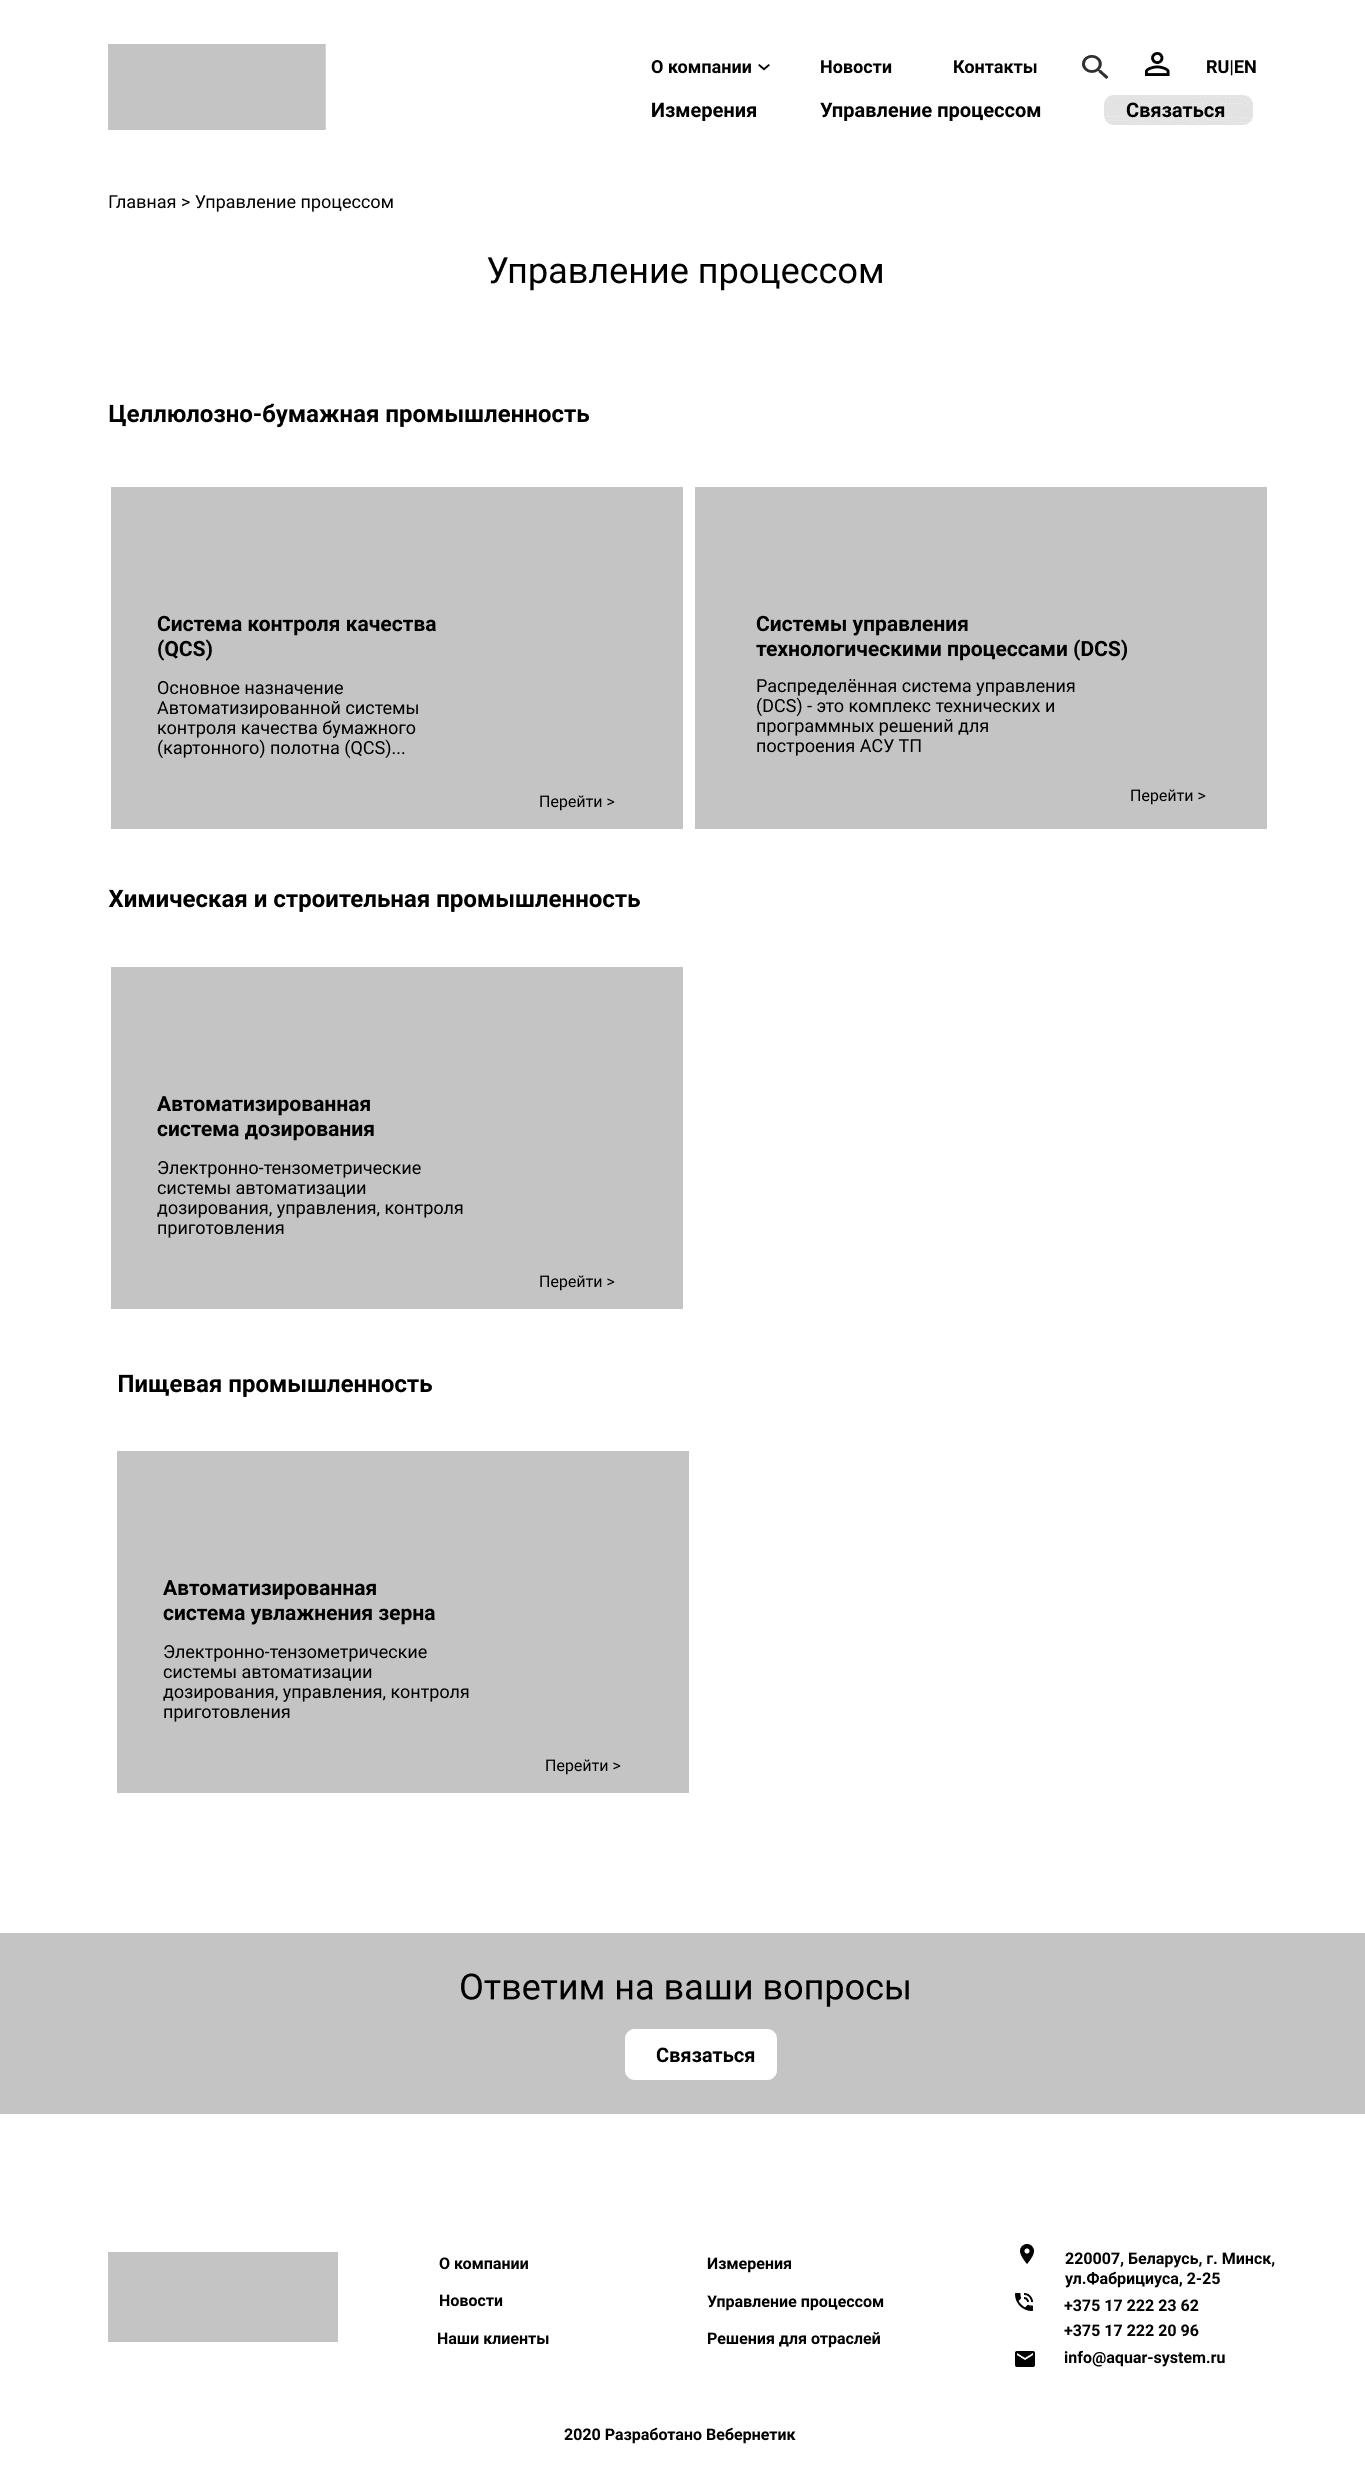 О компании
Новости
Контакты
RU|EN
Измерения
Управление процессом
Связаться
Главная > Управление процессом
Управление процессом
Целлюлозно-бумажная промышленность
Система контроля качества
(QCS)
Основное назначение
Автоматизированной системы
контроля качества бумажного
(картонного) полотна (QCS)...
Перейти >
Системы управления
технологическими процессами (DCS)
Распределённая система управления
(DCS) - это комплекс технических и
программных решений для
построения АСУ ТП
Перейти >
Химическая и строительная промышленность
Автоматизированная
система дозирования
Электронно-тензометрические
системы автоматизации
дозирования, управления, контроля
приготовления
Перейти >
Пищевая промышленность
Автоматизированная
система увлажнения зерна
Электронно-тензометрические
системы автоматизации
дозирования, управления, контроля
приготовления
Перейти >
Ответим на ваши вопросы
Связаться
О компании
Новости
Наши клиенты
Измерения
Управление процессом
Решения для отраслей
220007, Беларусь, г. Минск,
ул.Фабрициуса, 2-25
+375 17 222 23 62
+375 17 222 20 96
info@aquar-system.ru
2020 Разработано Вебернетик